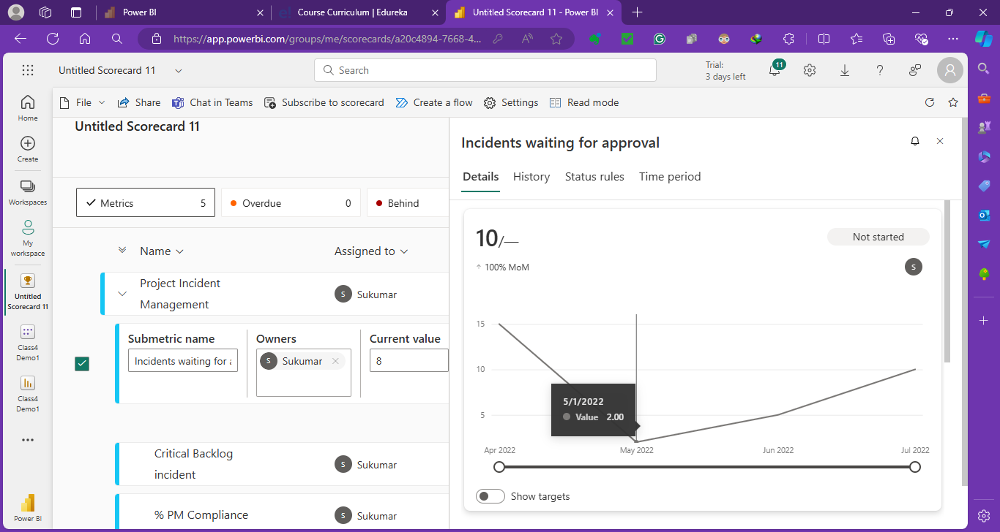 Power BI
Course Curriculum | Edureka
Untitled Scorecard 11 - Power BI
https://app.powerbi.com/groups/me/scorecards/a20c4894-7668-4...
Untitled Scorecard 11
Search
Trial:
3 days left
11
File
Share
Chat in Teams
Subscribe to scorecard
Create a flow
Settings
Read mode
Home
Create
Workspaces
My
workspace
Untitled
Scorecard 11
Class4
Demo1
Class4
Demo1
Power BI
Untitled Scorecard 11
Metrics 5
Overdue 0
Behind
Name
Assigned to
Project Incident
Management
S Sukumar
Submetric name
Owners
Current value
Incidents waiting for a
S Sukumar
8
Critical Backlog
incident
S Sukumar
% PM Compliance
S Sukumar
Incidents waiting for approval
Details
History
Status rules
Time period
10/—
Not started
↑ 100% MoM
S
15
10
5
5/1/2022
Value 2.00
Apr 2022
May 2022
Jun 2022
Jul 2022
Show targets